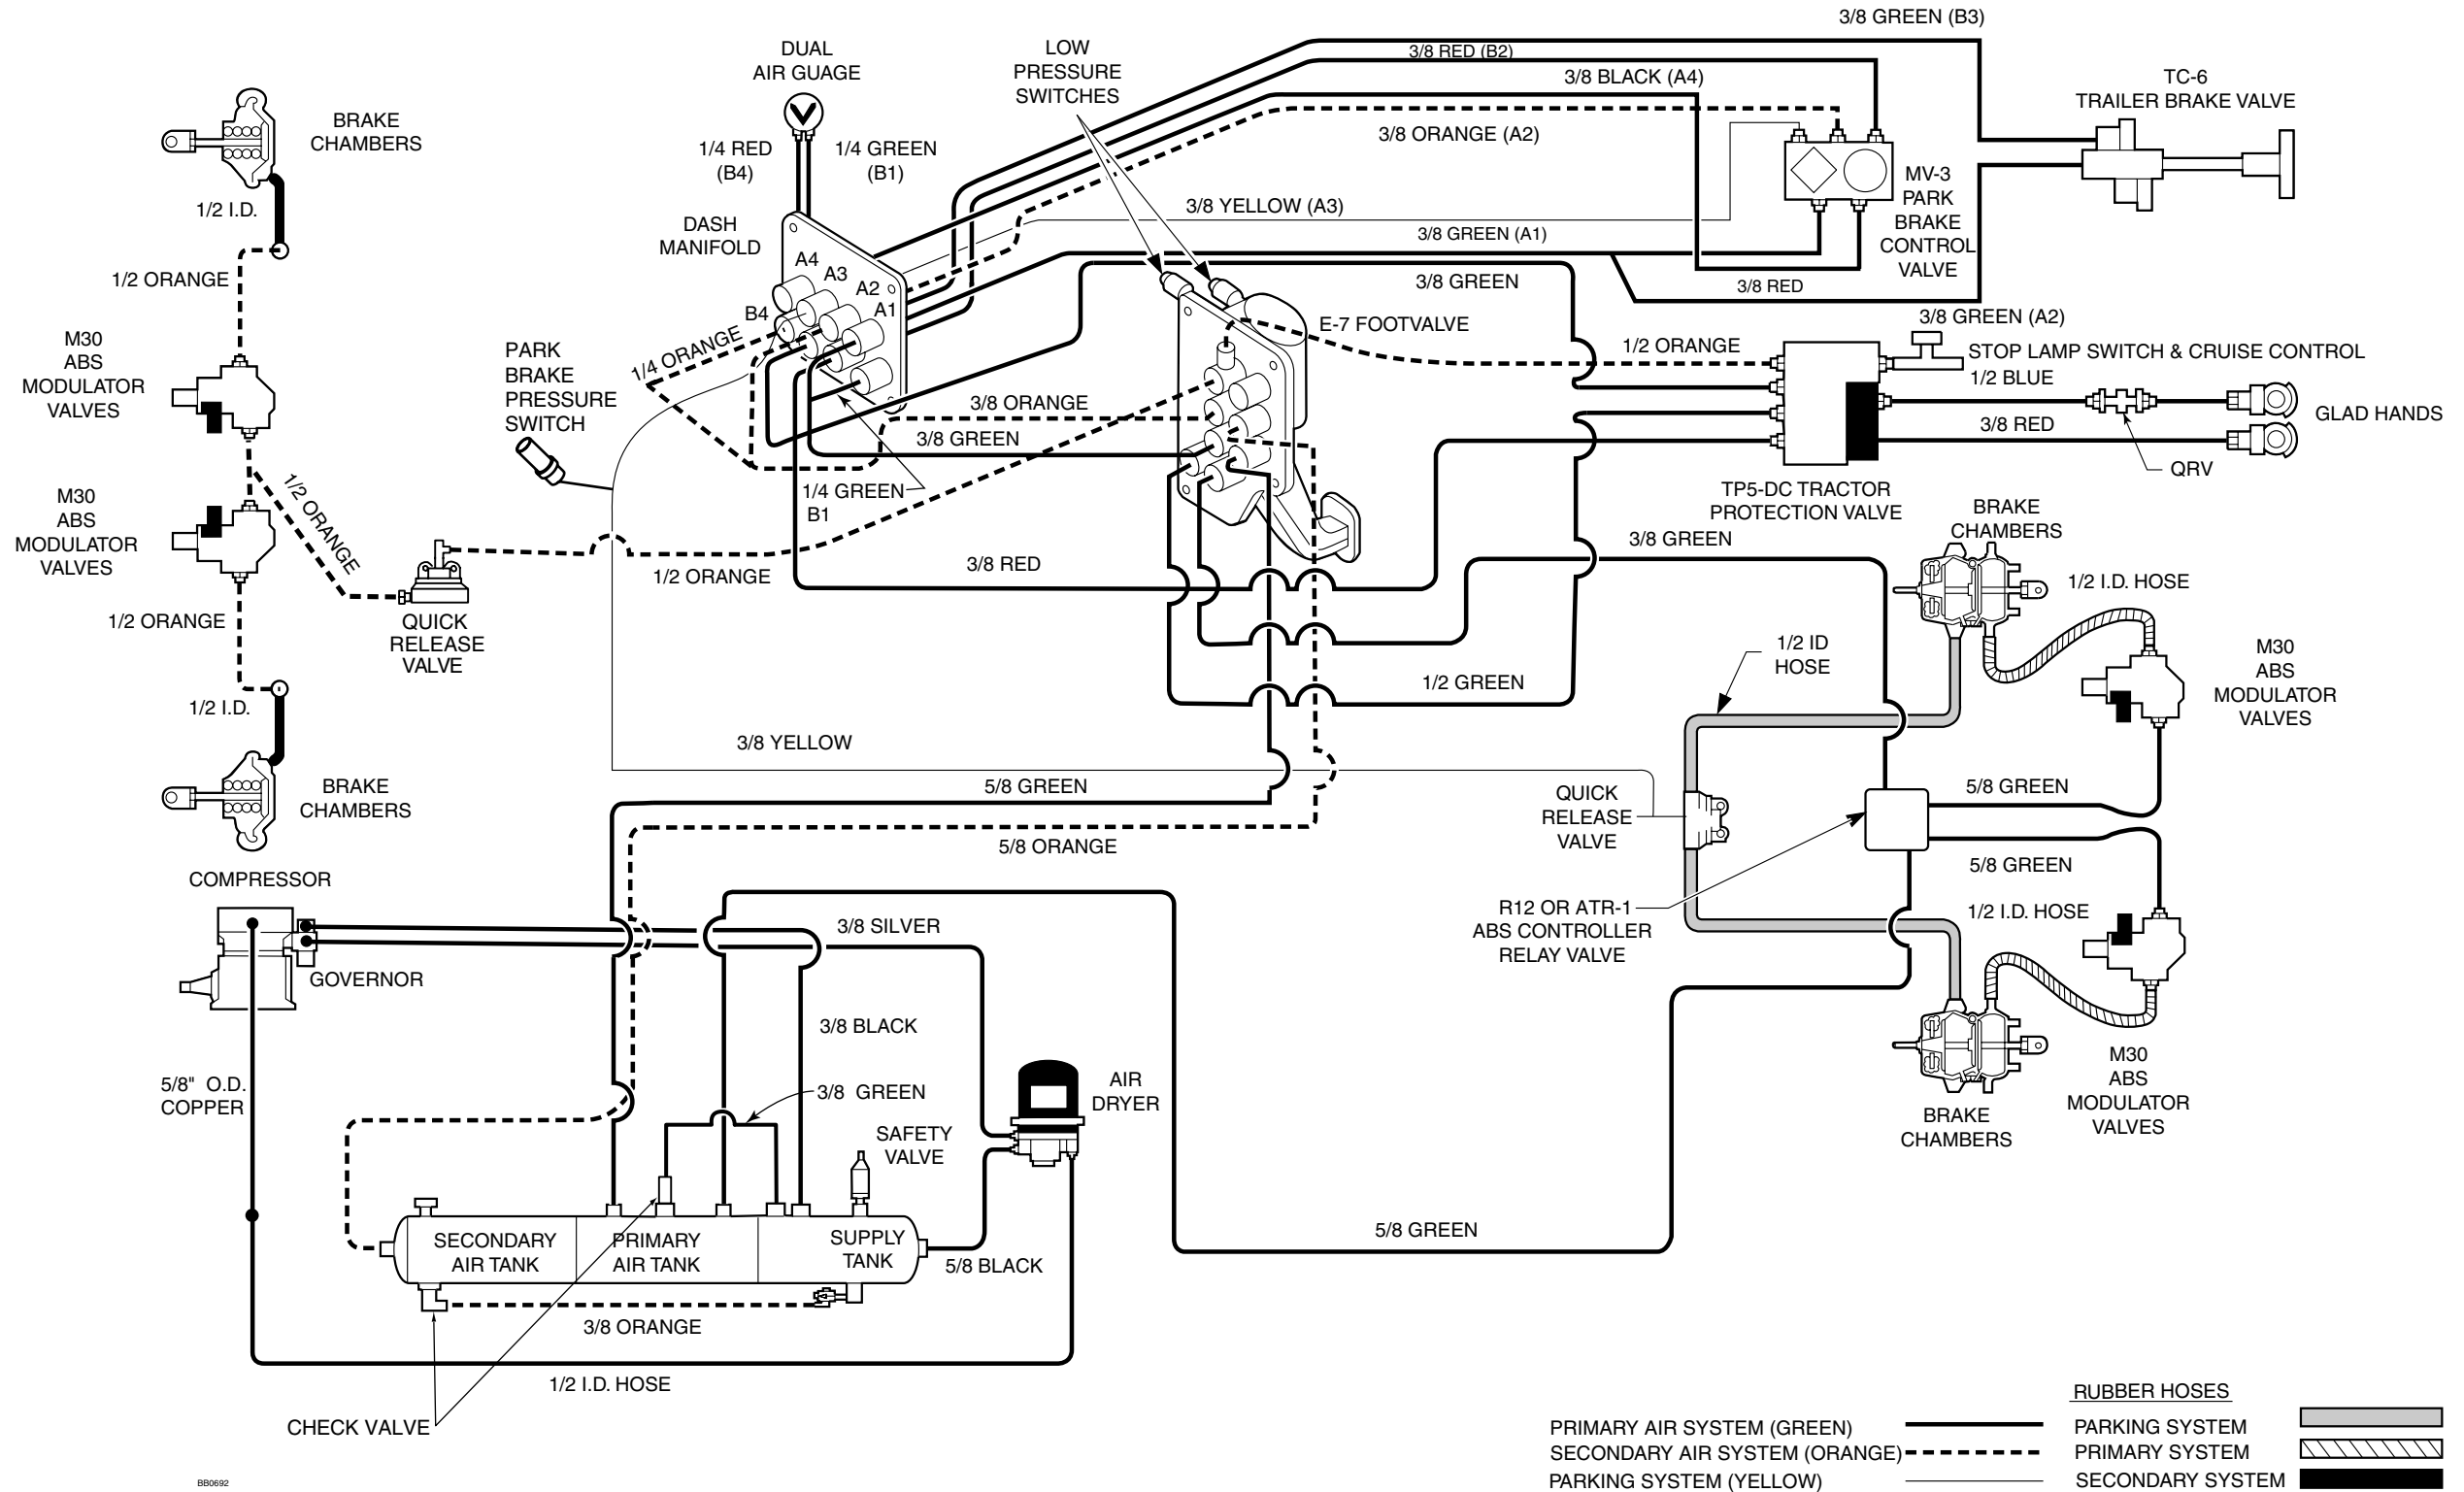 3/8 GREEN (B3)
DUAL
AIR GUAGE
LOW
PRESSURE
SWITCHES
3/8 RED (B2)
3/8 BLACK (A4)
TC-6
TRAILER BRAKE VALVE
BRAKE
CHAMBERS
3/8 ORANGE (A2)
1/4 RED
(B4)
1/4 GREEN
(B1)
MV-3
PARK
BRAKE
CONTROL
VALVE
1/2 I.D.
3/8 YELLOW (A3)
DASH
MANIFOLD
3/8 GREEN (A1)
A4
A3
A2
A1
B4
1/2 ORANGE
3/8 GREEN
3/8 RED
E-7 FOOTVALVE
3/8 GREEN (A2)
M30
ABS
MODULATOR
VALVES
PARK
BRAKE
PRESSURE
SWITCH
1/4 ORANGE
1/2 ORANGE
STOP LAMP SWITCH & CRUISE CONTROL
1/2 BLUE
3/8 ORANGE
GLAD HANDS
3/8 GREEN
3/8 RED
QRV
1/4 GREEN
B1
TP5-DC TRACTOR
PROTECTION VALVE
M30
ABS
MODULATOR
VALVES
1/2 ORANGE
BRAKE
CHAMBERS
3/8 GREEN
3/8 RED
1/2 ORANGE
1/2 I.D. HOSE
1/2 ORANGE
QUICK
RELEASE
VALVE
1/2 ID
HOSE
M30
ABS
MODULATOR
VALVES
1/2 GREEN
1/2 I.D.
3/8 YELLOW
5/8 GREEN
BRAKE
CHAMBERS
QUICK
RELEASE
VALVE
5/8 GREEN
5/8 ORANGE
5/8 GREEN
COMPRESSOR
3/8 SILVER
R12 OR ATR-1
ABS CONTROLLER
RELAY VALVE
1/2 I.D. HOSE
GOVERNOR
3/8 BLACK
5/8" O.D.
COPPER
3/8 GREEN
AIR
DRYER
M30
ABS
MODULATOR
VALVES
BRAKE
CHAMBERS
SAFETY
VALVE
SECONDARY
AIR TANK
PRIMARY
AIR TANK
SUPPLY
TANK
5/8 BLACK
5/8 GREEN
3/8 ORANGE
1/2 I.D. HOSE
CHECK VALVE
RUBBER HOSES
PRIMARY AIR SYSTEM (GREEN)
PARKING SYSTEM
SECONDARY AIR SYSTEM (ORANGE)
PRIMARY SYSTEM
PARKING SYSTEM (YELLOW)
SECONDARY SYSTEM
BB0692